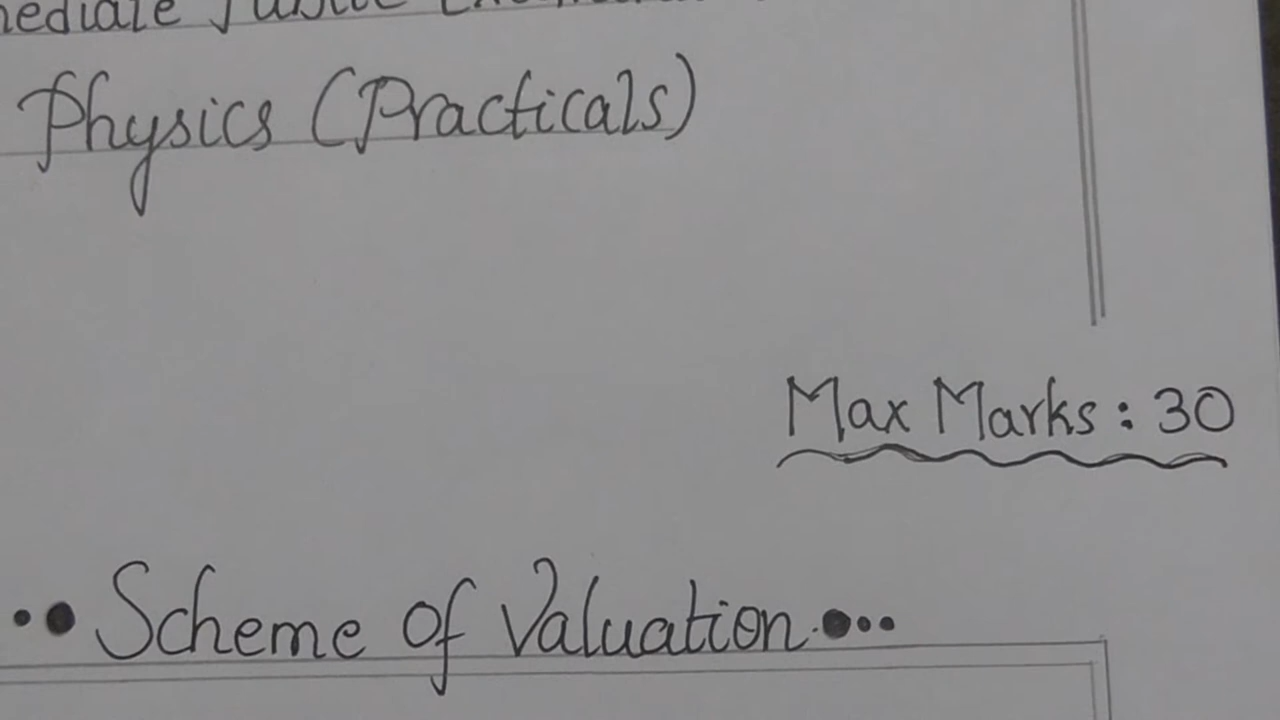 Physics (Practicals)
Max Marks : 30
•• Scheme of Valuation •••